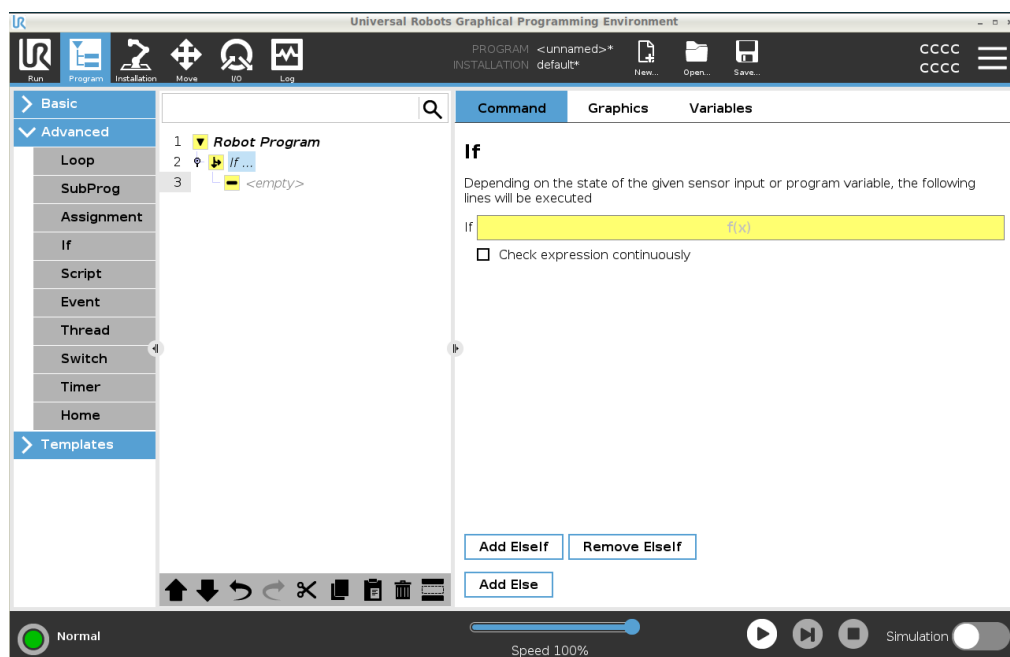 Universal Robots Graphical Programming Environment
Run
Program
Installation
Move
I/O
Log
PROGRAM <unnamed>*
INSTALLATION default*
New...
Open...
Save...
CCCC
CCCC
Basic
Advanced
Loop
SubProg
Assignment
If
Script
Event
Thread
Switch
Timer
Home
Templates
1 Robot Program
2 If ...
3 <empty>
Command Graphics Variables
If
Depending on the state of the given sensor input or program variable, the following
lines will be executed
If f(x)
Check expression continuously
Add ElseIf Remove ElseIf
Add Else
Normal
Speed 100%
Simulation